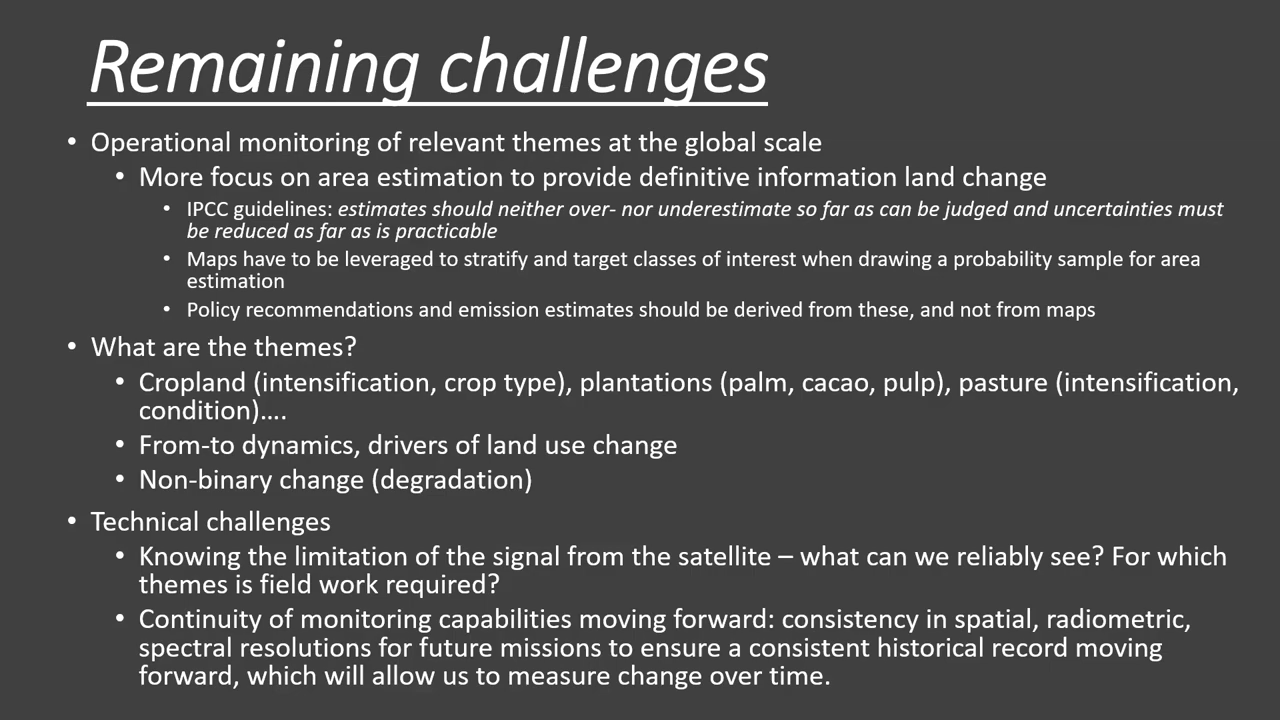 Remaining challenges
• Operational monitoring of relevant themes at the global scale
• More focus on area estimation to provide definitive information land change
• IPCC guidelines: estimates should neither over- nor underestimate so far as can be judged and uncertainties must
be reduced as far as is practicable
• Maps have to be leveraged to stratify and target classes of interest when drawing a probability sample for area
estimation
• Policy recommendations and emission estimates should be derived from these, and not from maps
• What are the themes?
• Cropland (intensification, crop type), plantations (palm, cacao, pulp), pasture (intensification,
condition)....
• From-to dynamics, drivers of land use change
• Non-binary change (degradation)
• Technical challenges
• Knowing the limitation of the signal from the satellite – what can we reliably see? For which
themes is field work required?
• Continuity of monitoring capabilities moving forward: consistency in spatial, radiometric,
spectral resolutions for future missions to ensure a consistent historical record moving
forward, which will allow us to measure change over time.